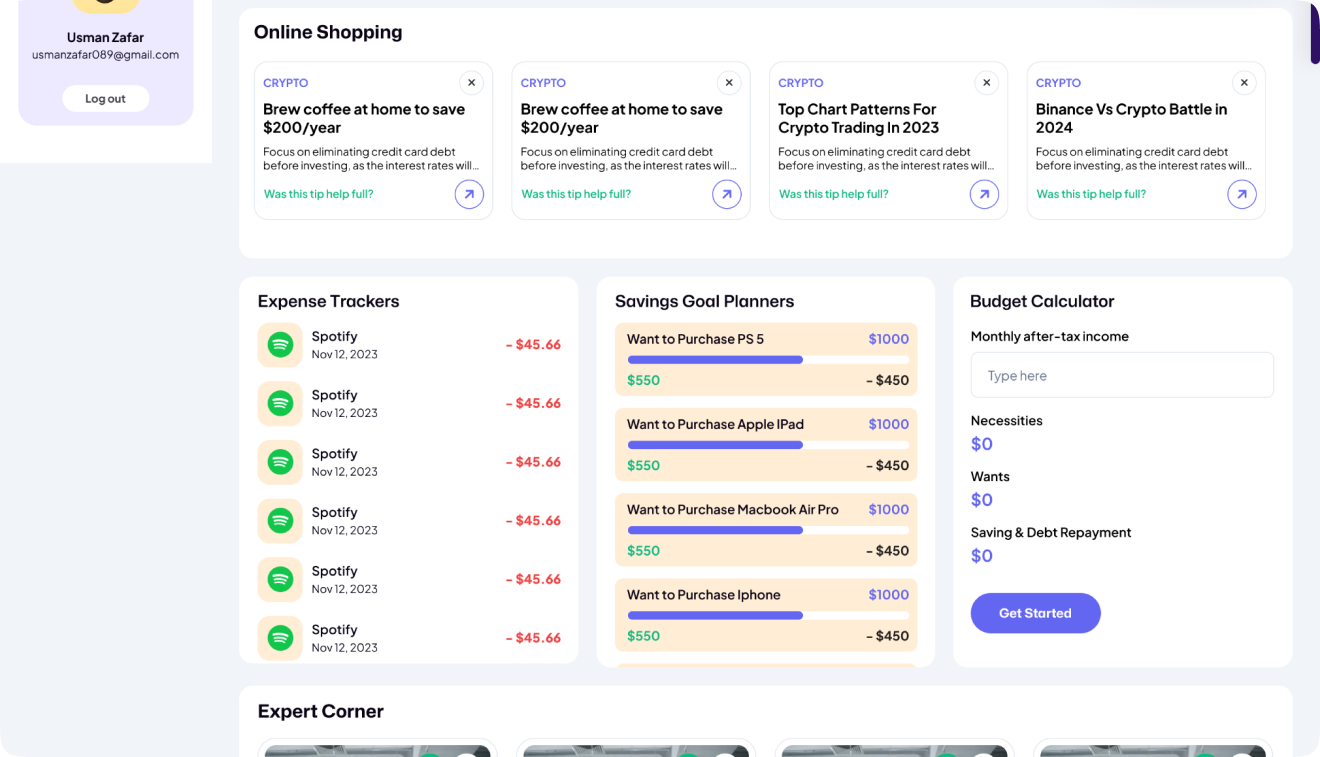 Usman Zafar
usmanzafar089@gmail.com
Log out
Online Shopping
CRYPTO
Brew coffee at home to save
$200/year
Focus on eliminating credit card debt
before investing, as the interest rates will...
Was this tip help full?
CRYPTO
Brew coffee at home to save
$200/year
Focus on eliminating credit card debt
before investing, as the interest rates will...
Was this tip help full?
CRYPTO
Top Chart Patterns For
Crypto Trading In 2023
Focus on eliminating credit card debt
before investing, as the interest rates will...
Was this tip help full?
CRYPTO
Binance Vs Crypto Battle in
2024
Focus on eliminating credit card debt
before investing, as the interest rates will...
Was this tip help full?
Expense Trackers
Spotify
Nov 12, 2023
- $45.66
Spotify
Nov 12, 2023
- $45.66
Spotify
Nov 12, 2023
- $45.66
Spotify
Nov 12, 2023
- $45.66
Spotify
Nov 12, 2023
- $45.66
Spotify
Nov 12, 2023
- $45.66
Savings Goal Planners
Want to Purchase PS 5 $1000
$550 - $450
Want to Purchase Apple IPad $1000
$550 - $450
Want to Purchase Macbook Air Pro $1000
$550 - $450
Want to Purchase Iphone $1000
$550 - $450
Budget Calculator
Monthly after-tax income
Type here
Necessities
$0
Wants
$0
Saving & Debt Repayment
$0
Get Started
Expert Corner